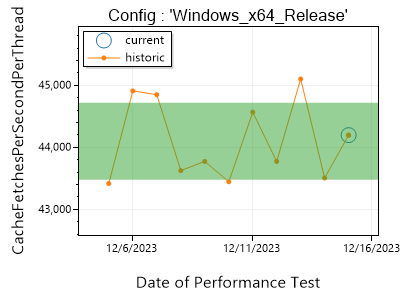 Config : 'Windows_x64_Release'
current
historic
CacheFetchesPerSecondPerThread
45,000
44,000
43,000
12/6/2023
12/11/2023
12/16/2023
Date of Performance Test